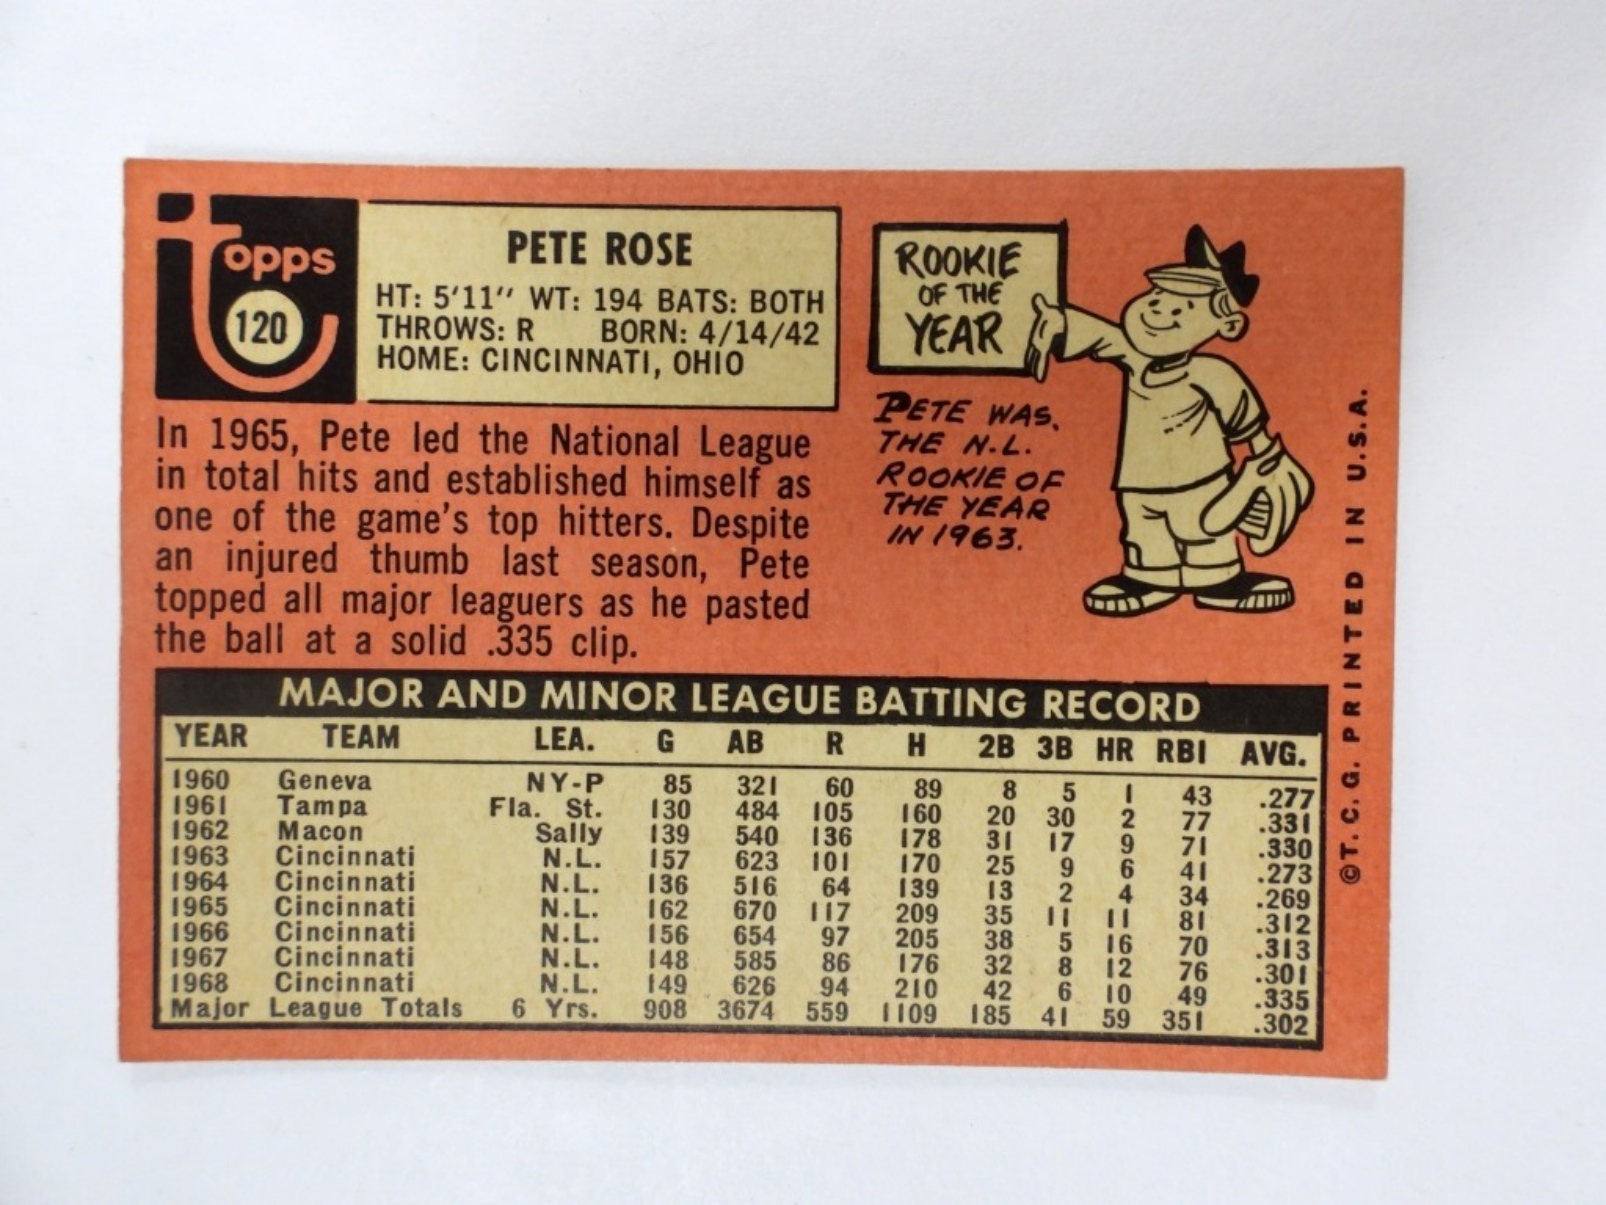 topps
120
PETE ROSE
HT: 5'11" WT: 194 BATS: BOTH
THROWS: R BORN: 4/14/42
HOME: CINCINNATI, OHIO
ROOKIE
OF THE
YEAR
PETE WAS
THE N.L.
ROOKIE OF
THE YEAR
IN 1963.
In 1965, Pete led the National League
in total hits and established himself as
one of the game's top hitters. Despite
an injured thumb last season, Pete
topped all major leaguers as he pasted
the ball at a solid .335 clip.
MAJOR AND MINOR LEAGUE BATTING RECORD
YEAR TEAM LEA. G AB R H 2B 3B HR RBI AVG.
1960 Geneva NY-P 85 321 60 89 8 5 1 43 .277
1961 Tampa Fla. St. 130 484 105 160 20 30 2 77 .331
1962 Macon Sally 139 540 136 178 31 17 9 71 .330
1963 Cincinnati N.L. 157 623 101 170 25 9 6 41 .273
1964 Cincinnati N.L. 136 516 64 139 13 2 4 34 .269
1965 Cincinnati N.L. 162 670 117 209 35 11 11 81 .312
1966 Cincinnati N.L. 156 654 97 205 38 5 16 70 .313
1967 Cincinnati N.L. 148 585 86 176 32 8 12 76 .301
1968 Cincinnati N.L. 149 626 94 210 42 6 10 49 .335
Major League Totals 6 Yrs. 908 3674 559 1109 185 41 59 351 .302
©T.C.G. PRINTED IN U.S.A.